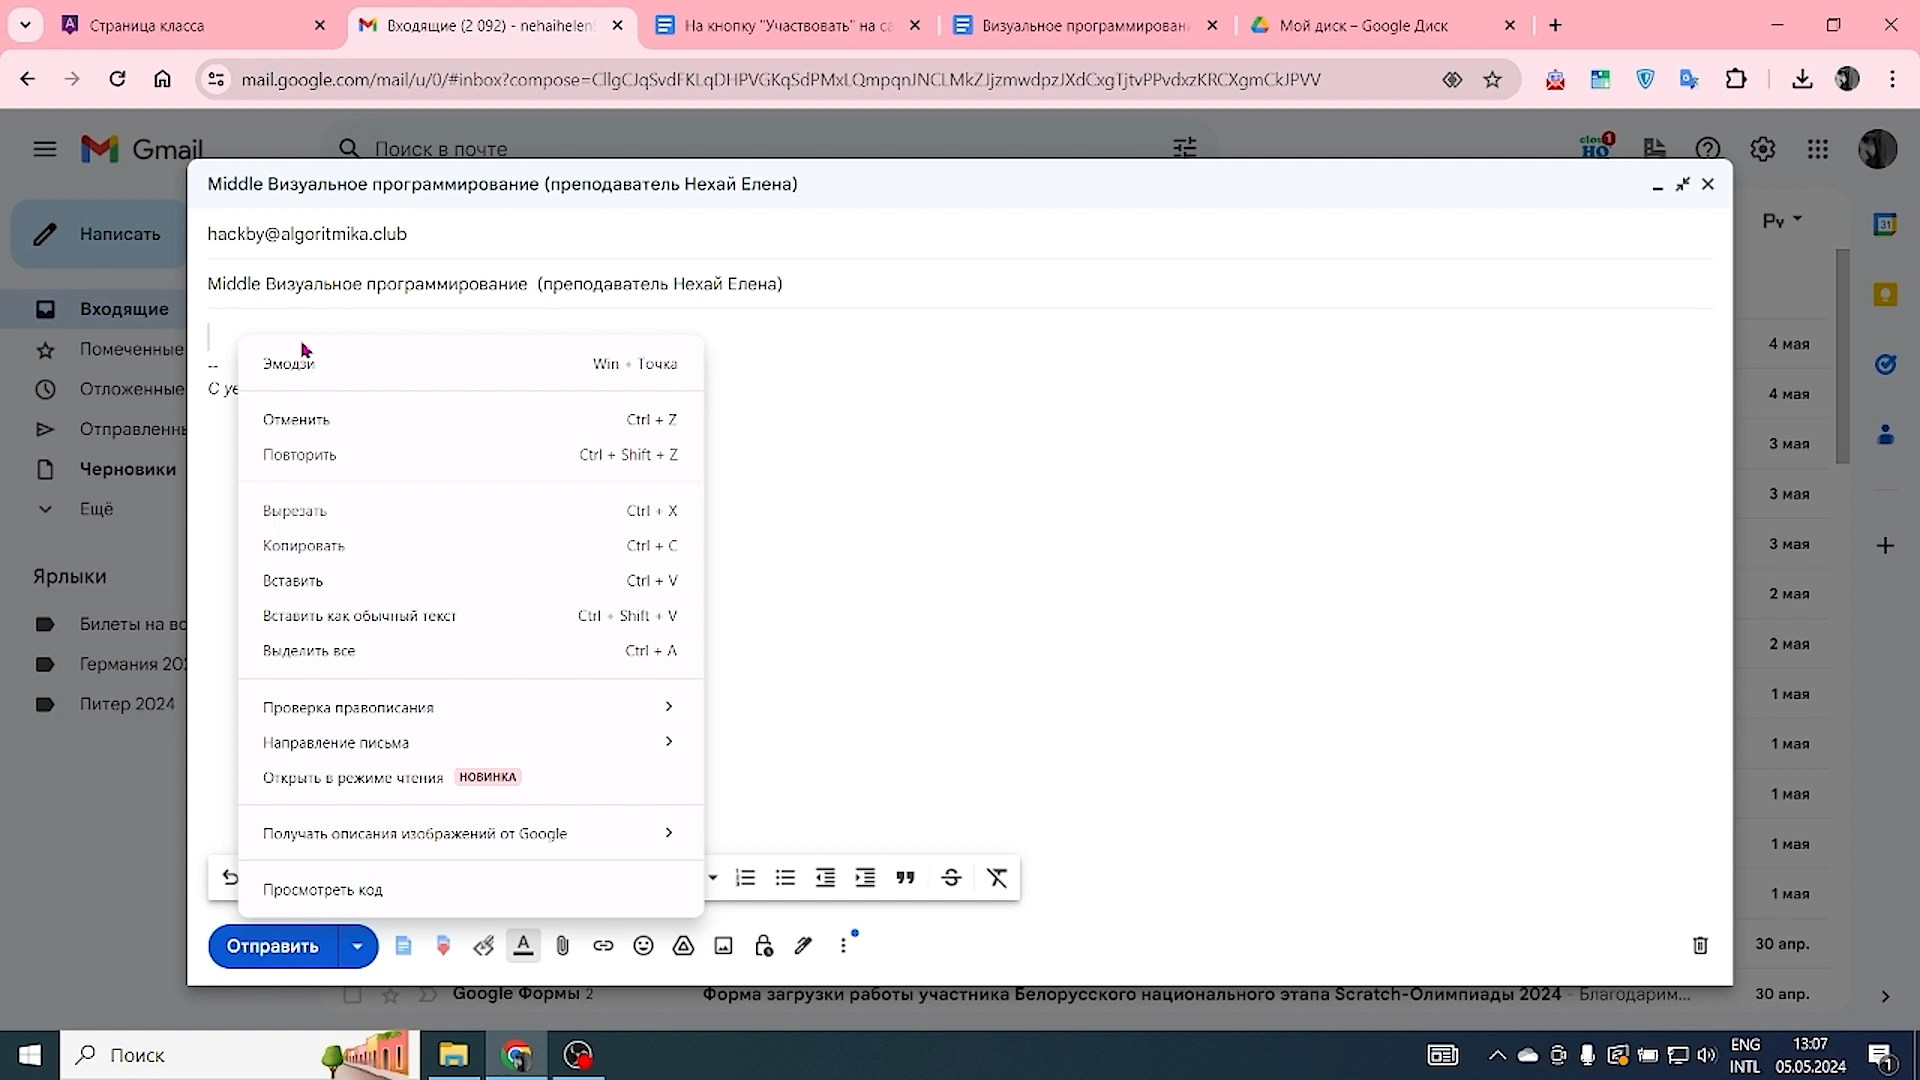 Страница класса
Входящие (2 092) - nehaihelen
На кнопку "Участвовать" на са
Визуальное программирован
Мой диск – Google Диск
mail.google.com/mail/u/0/#inbox?compose=CllgCJqSvdFKLqDHPVGKqSdPMxLQmpqnJNCLMkZJjzmwdpzJXdCxgTjtvPPvdxzKRCXgmCkJPVV
Gmail
Поиск в почте
Написать
Ру
Входящие
Помеченные
Отложенные
Отправленнь
Черновики
Ещё
Ярлыки
Билеты на во
Германия 202
Питер 2024
Middle Визуальное программирование (преподаватель Нехай Елена)
hackby@algoritmika.club
Middle Визуальное программирование (преподаватель Нехай Елена)
--
С ув
Эмодзи Win + Точка
Отменить Ctrl + Z
Повторить Ctrl + Shift + Z
Вырезать Ctrl + X
Копировать Ctrl + C
Вставить Ctrl + V
Вставить как обычный текст Ctrl + Shift + V
Выделить все Ctrl + A
Проверка правописания
Направление письма
Открыть в режиме чтения НОВИНКА
Получать описания изображений от Google
Просмотреть код
Отправить
4 мая
4 мая
3 мая
3 мая
3 мая
2 мая
2 мая
1 мая
1 мая
1 мая
1 мая
1 мая
30 апр.
Google Формы 2 Форма загрузки работы участника Белорусского национального этапа Scratch-Олимпиады 2024 - Благодарим... 30 апр.
Поиск
ENG
INTL
13:07
05.05.2024
1